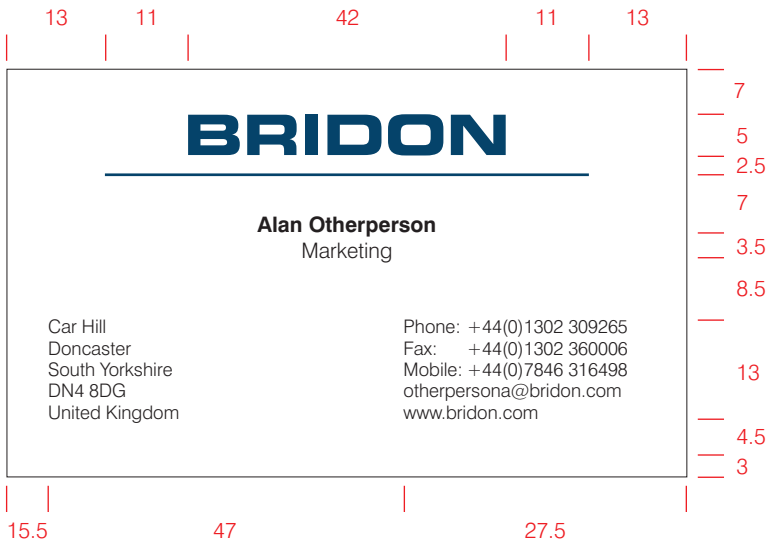 13 11 42 11 13
7
BRIDON
5
2.5
7
Alan Otherperson
3.5
Marketing
8.5
Car Hill
Doncaster
South Yorkshire
DN4 8DG
United Kingdom
Phone: +44(0)1302 309265
Fax: +44(0)1302 360006
Mobile: +44(0)7846 316498
otherpersona@bridon.com
www.bridon.com
13
4.5
3
15.5 47 27.5